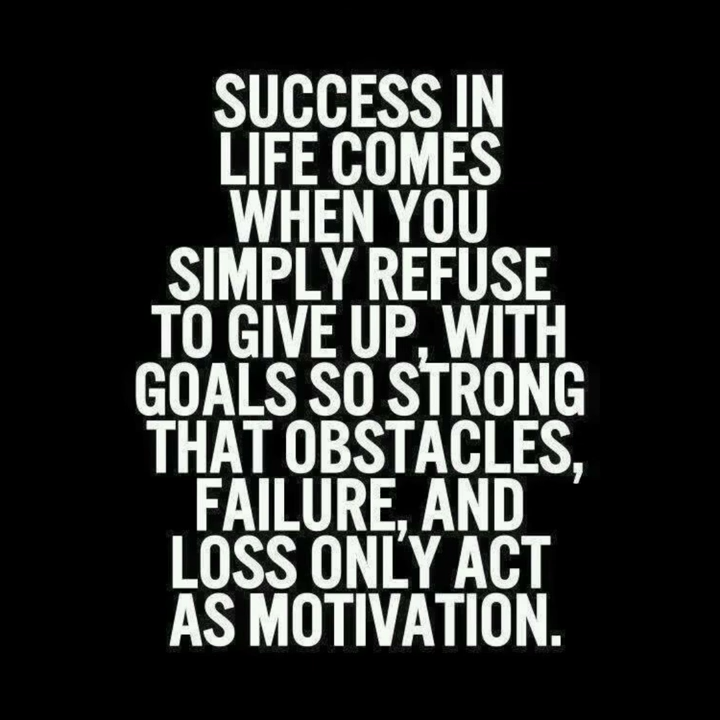 SUCCESS IN
LIFE COMES
WHEN YOU
SIMPLY REFUSE
TO GIVE UP, WITH
GOALS SO STRONG
THAT OBSTACLES,
FAILURE, AND
LOSS ONLY ACT
AS MOTIVATION.